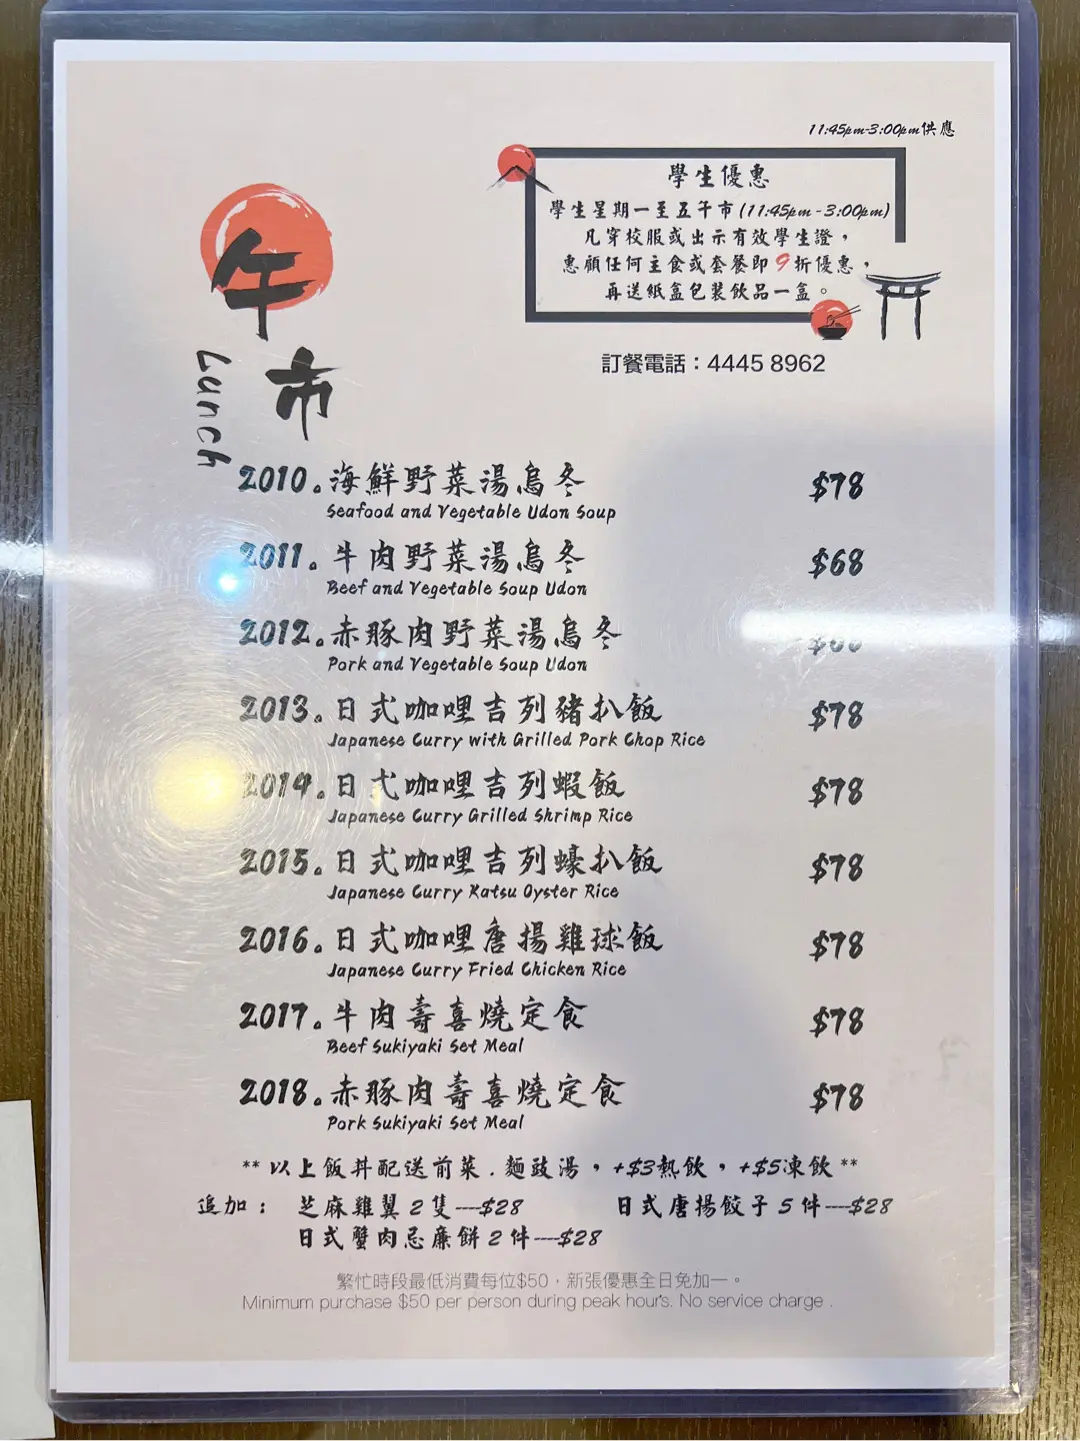 11:45pm-3:00pm供應
學生優惠
學生星期一至五午市(11:45pm - 3:00pm)
凡穿校服或出示有效學生證，
惠顧任何主食或套餐即9折優惠，
再送紙盒包裝飲品一盒。
訂餐電話：4445 8962
午市
Lunch
2010。海鮮野菜湯烏冬 $78
Seafood and Vegetable Udon Soup
2011。牛肉野菜湯烏冬 $68
Beef and Vegetable Soup Udon
2012。赤豚肉野菜湯烏冬
Pork and Vegetable Soup Udon
2013。日式咖哩吉列豬扒飯 $78
Japanese Curry with Grilled Pork Chop Rice
2014。日式咖哩吉列蝦飯 $78
Japanese Curry Grilled Shrimp Rice
2015。日式咖哩吉列蠔扒飯 $78
Japanese Curry Katsu Oyster Rice
2016。日式咖哩唐揚雞球飯 $78
Japanese Curry Fried Chicken Rice
2017。牛肉壽喜燒定食 $78
Beef Sukiyaki Set Meal
2018。赤豚肉壽喜燒定食 $78
Pork Sukiyaki Set Meal
**以上飯丼配送前菜.麵豉湯，+$3熱飲，+$5凍飲**
追加： 芝麻雞翼2隻----$28 日式唐揚餃子5件----$28
日式蟹肉忌廉餅2件----$28
繁忙時段最低消費每位$50，新張優惠全日免加一。
Minimum purchase $50 per person during peak hours. No service charge .